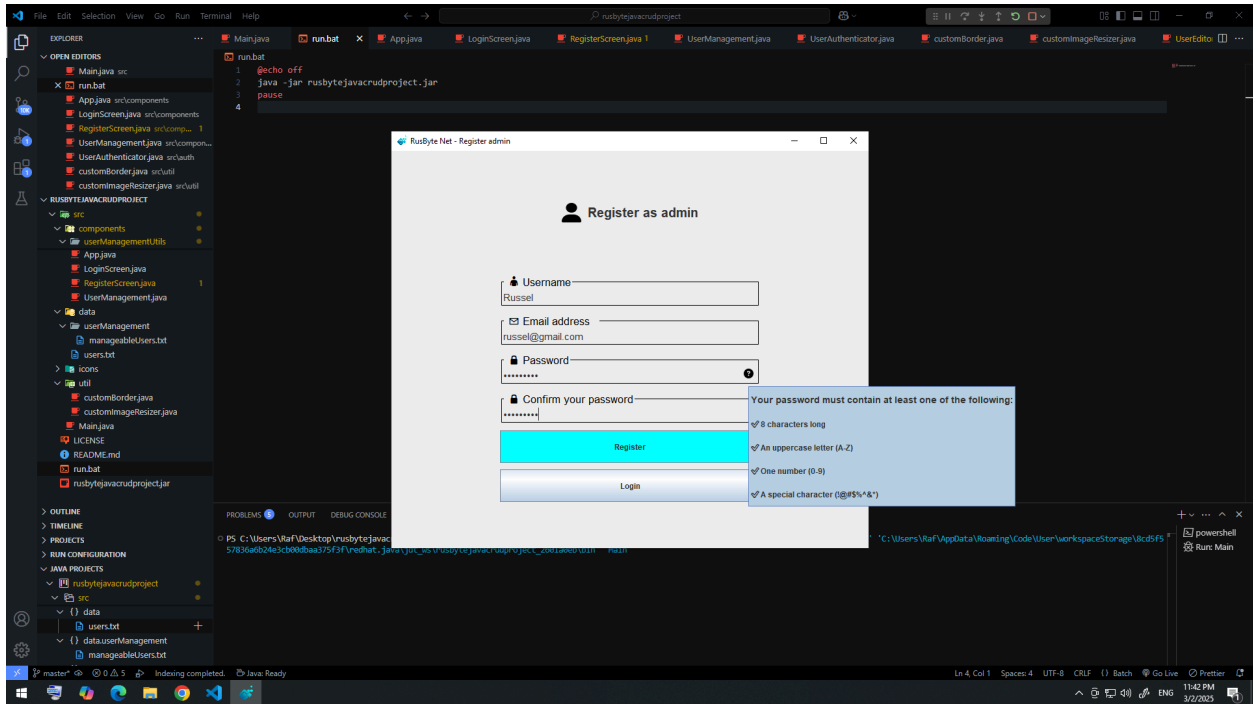 File Edit Selection View Go Run Terminal Help
rusbytejavacrudproject
EXPLORER
OPEN EDITORS
Main.java src
run.bat
App.java src\components
LoginScreen.java src\components
RegisterScreen.java src\comp... 1
UserManagement.java src\compon...
UserAuthenticator.java src\auth
customBorder.java src\util
customImageResizer.java src\util
RUSBYTEJAVACRUDPROJECT
src
components
userManagementUtils
App.java
LoginScreen.java
RegisterScreen.java 1
UserManagement.java
data
userManagement
manageableUsers.txt
users.txt
icons
util
customBorder.java
customImageResizer.java
Main.java
LICENSE
README.md
run.bat
rusbytejavacrudproject.jar
OUTLINE
TIMELINE
PROJECTS
RUN CONFIGURATION
JAVA PROJECTS
rusbytejavacrudproject
src
{} data
users.txt
{} data.userManagement
manageableUsers.txt
Main.java run.bat App.java LoginScreen.java RegisterScreen.java 1 UserManagement.java UserAuthenticator.java customBorder.java customImageResizer.java UserEditor
run.bat
1 @echo off
2 java -jar rusbytejavacrudproject.jar
3 pause
4
RusByte Net - Register admin
Register as admin
Username
Russel
Email address
russel@gmail.com
Password
•••••••••
Confirm your password
•••••••••
Register
Login
Your password must contain at least one of the following:
8 characters long
An uppercase letter (A-Z)
One number (0-9)
A special character (!@#$%^&*)
PROBLEMS 5 OUTPUT DEBUG CONSOLE
PS C:\Users\Raf\Desktop\rusbytejavac
'C:\Users\Raf\AppData\Roaming\Code\User\workspaceStorage\8cd5f5
57836a6b24e3cb00dbaa375f3f\redhat.java\jdt_ws\rusbytejavacrudproject_2601a0eb\bin' 'Main'
powershell
Run: Main
master* 0 5 Indexing completed. Java: Ready
Ln 4, Col 1 Spaces: 4 UTF-8 CRLF {} Batch Go Live Prettier
ENG
11:42 PM
3/2/2025